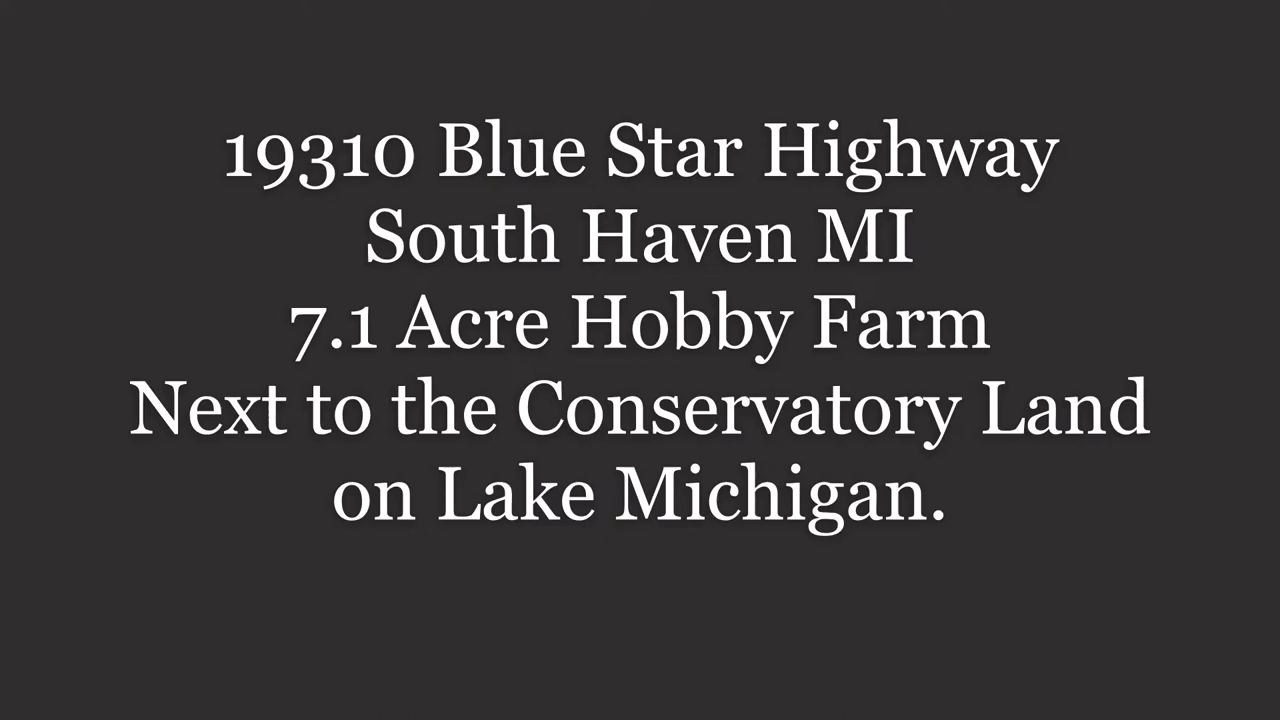 19310 Blue Star Highway
South Haven MI
7.1 Acre Hobby Farm
Next to the Conservatory Land
on Lake Michigan.